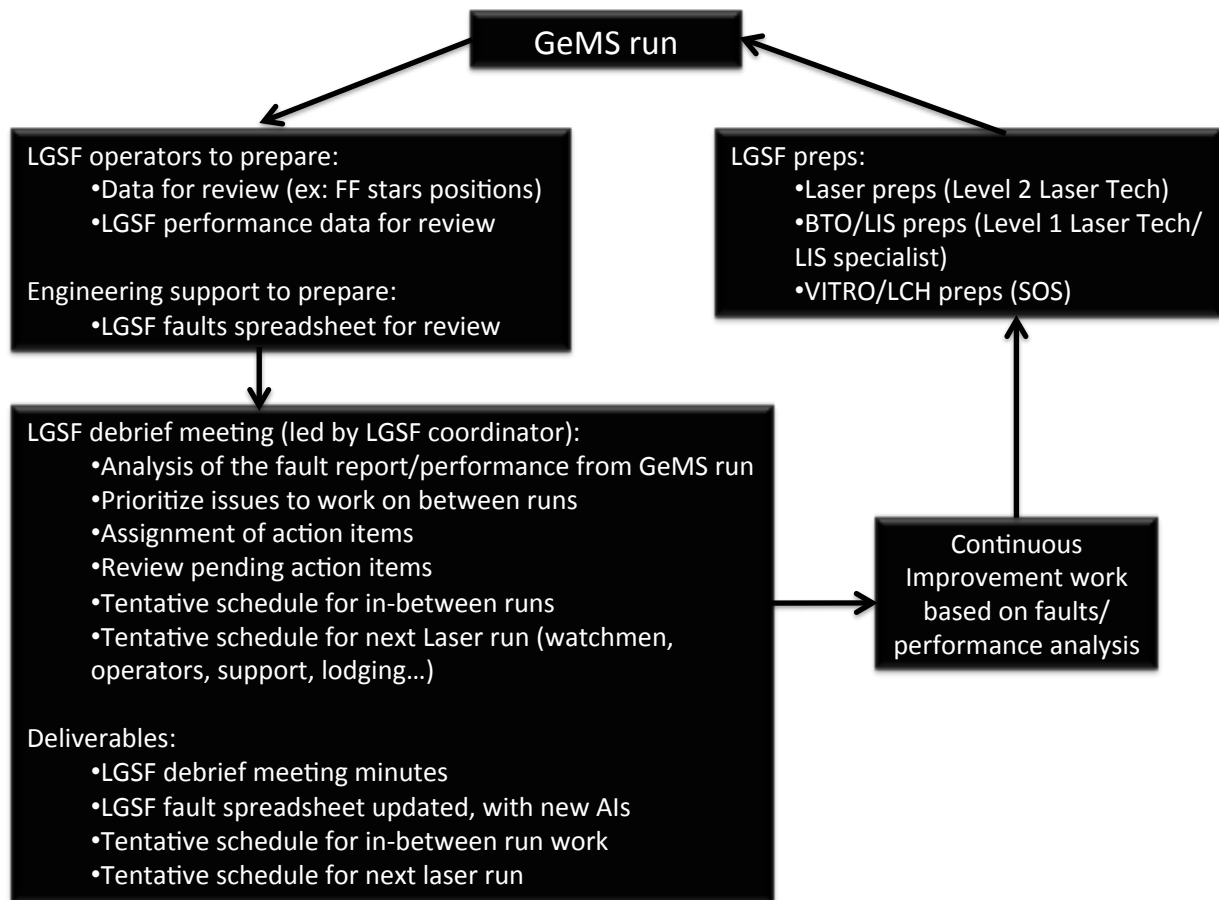 GeMS run
LGSF operators to prepare:
•Data for review (ex: FF stars positions)
•LGSF performance data for review
Engineering support to prepare:
•LGSF faults spreadsheet for review
LGSF debrief meeting (led by LGSF coordinator):
•Analysis of the fault report/performance from GeMS run
•Prioritize issues to work on between runs
•Assignment of action items
•Review pending action items
•Tentative schedule for in-between runs
•Tentative schedule for next Laser run (watchmen,
operators, support, lodging…)
Deliverables:
•LGSF debrief meeting minutes
•LGSF fault spreadsheet updated, with new AIs
•Tentative schedule for in-between run work
•Tentative schedule for next laser run
Continuous
Improvement work
based on faults/
performance analysis
LGSF preps:
•Laser preps (Level 2 Laser Tech)
•BTO/LIS preps (Level 1 Laser Tech/
LIS specialist)
•VITRO/LCH preps (SOS)